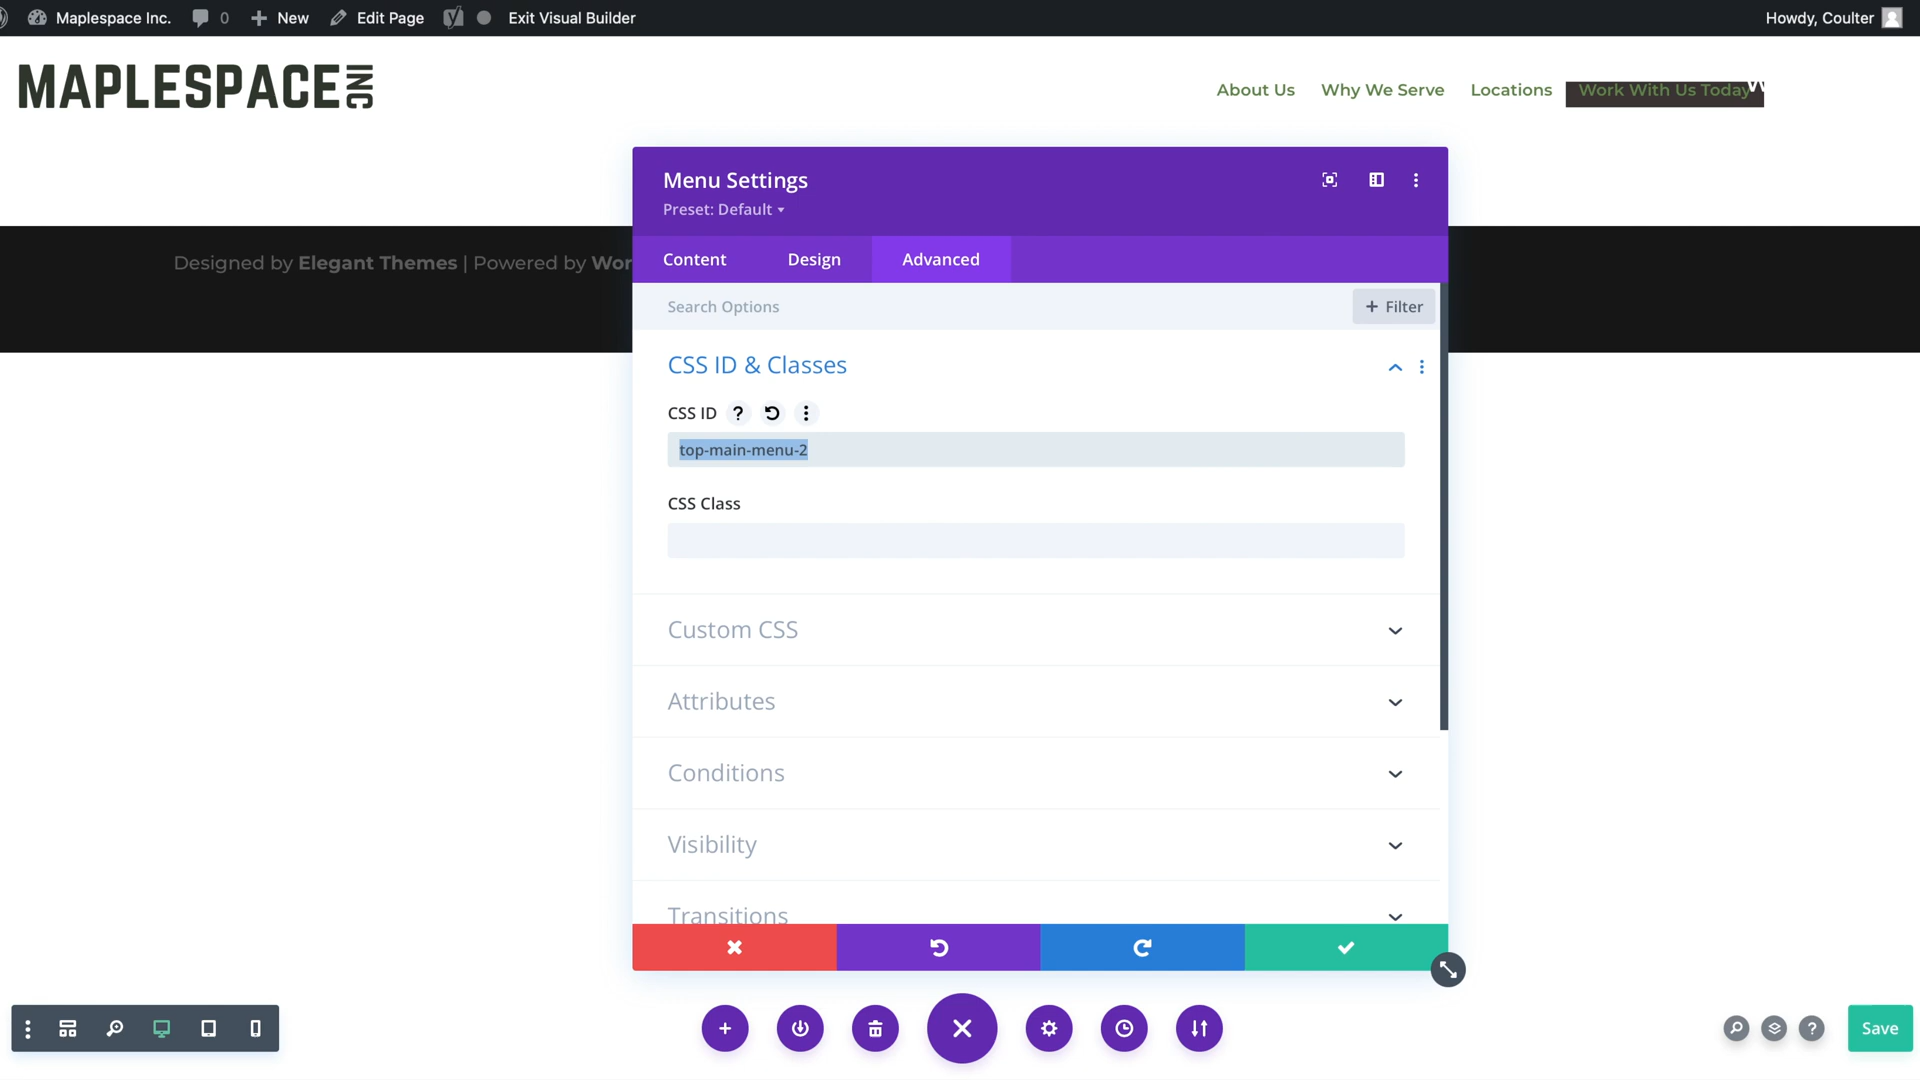 Maplespace Inc. 0 New Edit Page Exit Visual Builder Howdy, Coulter
MAPLESPACE INC
About Us Why We Serve Locations Work With Us Today
Menu Settings
Preset: Default
Content Design Advanced
Designed by Elegant Themes | Powered by Wor
Search Options + Filter
CSS ID & Classes
CSS ID ?
top-main-menu-2
CSS Class
Custom CSS
Attributes
Conditions
Visibility
Transitions
? Save